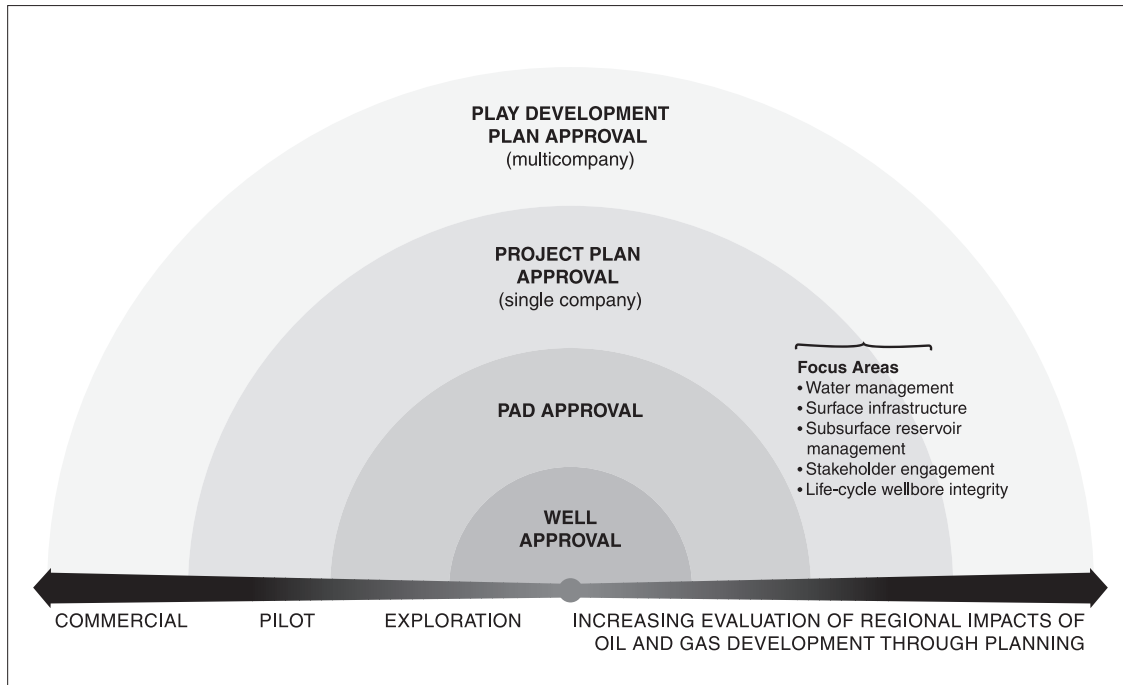 PLAY DEVELOPMENT
PLAN APPROVAL
(multicompany)
PROJECT PLAN
APPROVAL
(single company)
PAD APPROVAL
WELL
APPROVAL
Focus Areas
• Water management
• Surface infrastructure
• Subsurface reservoir
management
• Stakeholder engagement
• Life-cycle wellbore integrity
COMMERCIAL PILOT EXPLORATION INCREASING EVALUATION OF REGIONAL IMPACTS OF
OIL AND GAS DEVELOPMENT THROUGH PLANNING